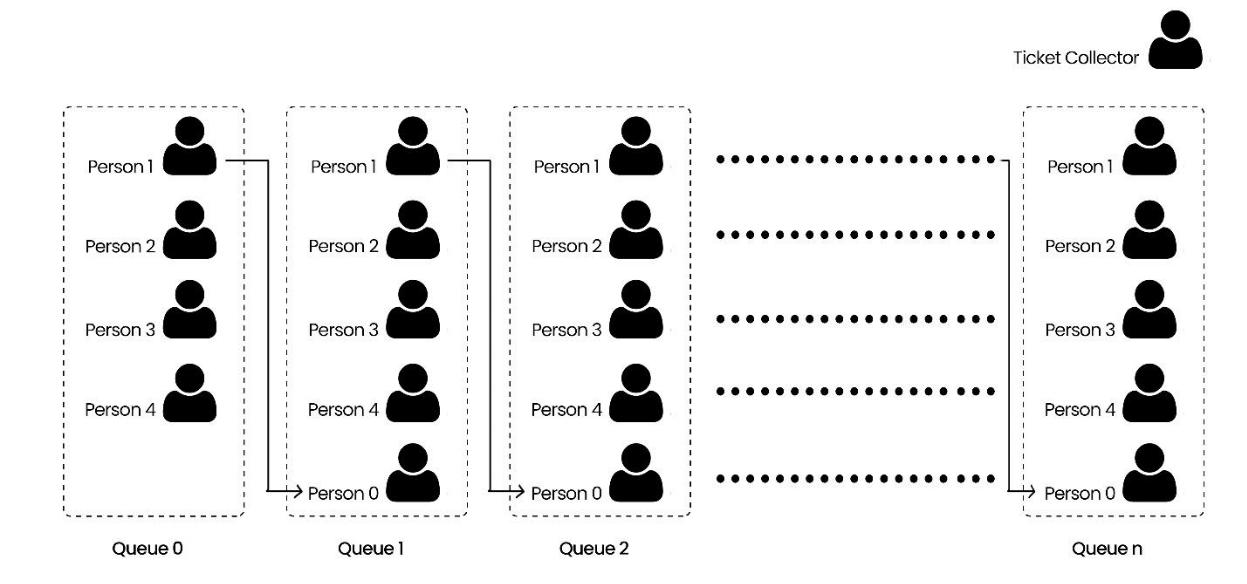 Ticket Collector
Person 1 Person 1 Person 1 Person 1
Person 2 Person 2 Person 2 Person 2
Person 3 Person 3 Person 3 Person 3
Person 4 Person 4 Person 4 Person 4
Person 0 Person 0 Person 0
Queue 0 Queue 1 Queue 2 Queue n